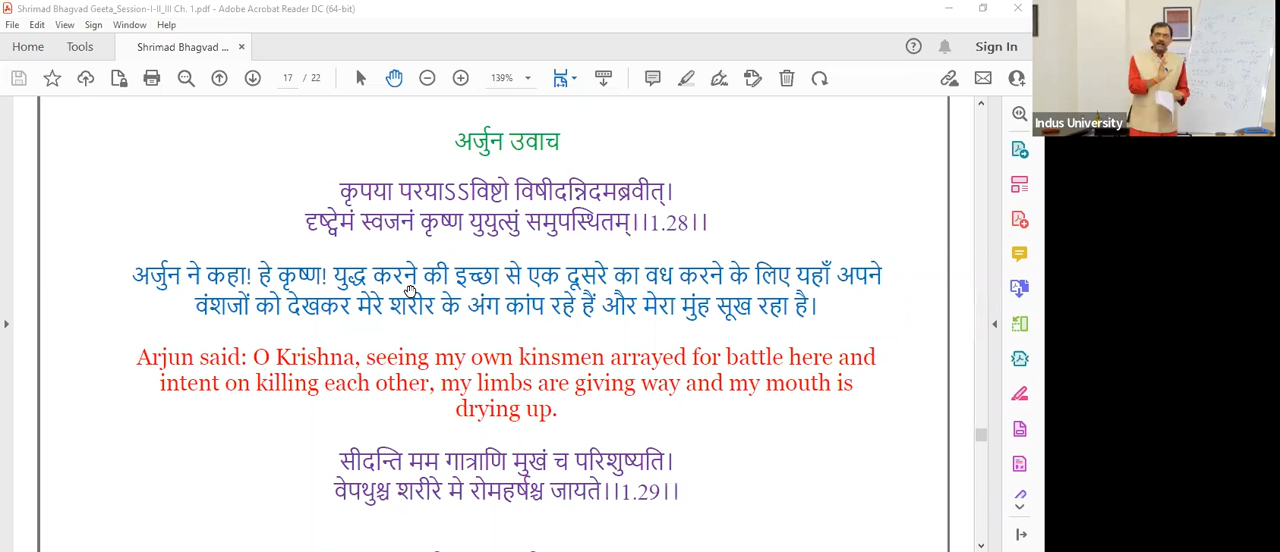 Shrimad Bhagvad Geeta_Session-I-II_III Ch. 1.pdf - Adobe Acrobat Reader DC (64-bit)
File Edit View Sign Window Help
Home Tools Shrimad Bhagvad ... × Sign In
17 / 22 139%
Indus University
अर्जुन उवाच
कृपया परयाऽऽविष्टो विषीदन्निदमब्रवीत्।
दृष्ट्वेमं स्वजनं कृष्ण युयुत्सुं समुपस्थितम्।।1.28।।
अर्जुन ने कहा! हे कृष्ण! युद्ध करने की इच्छा से एक दूसरे का वध करने के लिए यहाँ अपने
वंशजों को देखकर मेरे शरीर के अंग कांप रहे हैं और मेरा मुंह सूख रहा है।
Arjun said: O Krishna, seeing my own kinsmen arrayed for battle here and
intent on killing each other, my limbs are giving way and my mouth is
drying up.
सीदन्ति मम गात्राणि मुखं च परिशुष्यति।
वेपथुश्च शरीरे मे रोमहर्षश्च जायते।।1.29।।